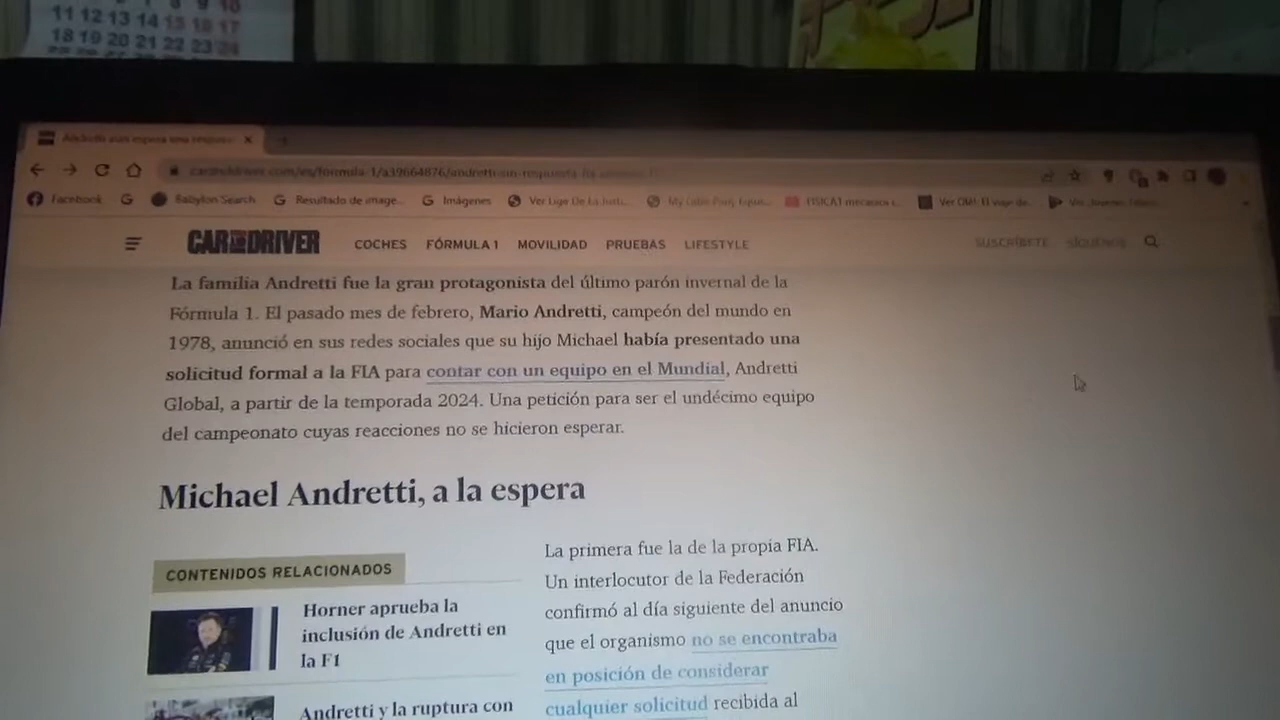 11 12 13 14 15 16 17
18 19 20 21 22 23 24
Facebook
Babylon Search
Resultado de image...
Imágenes
CAR AND DRIVER
COCHES FÓRMULA 1 MOVILIDAD PRUEBAS LIFESTYLE
SUSCRÍBETE SÍGUENOS
La familia Andretti fue la gran protagonista del último parón invernal de la
Fórmula 1. El pasado mes de febrero, Mario Andretti, campeón del mundo en
1978, anunció en sus redes sociales que su hijo Michael había presentado una
solicitud formal a la FIA para contar con un equipo en el Mundial, Andretti
Global, a partir de la temporada 2024. Una petición para ser el undécimo equipo
del campeonato cuyas reacciones no se hicieron esperar.
Michael Andretti, a la espera
CONTENIDOS RELACIONADOS
Horner aprueba la
inclusión de Andretti en
la F1
Andretti y la ruptura con
La primera fue la de la propia FIA.
Un interlocutor de la Federación
confirmó al día siguiente del anuncio
que el organismo no se encontraba
en posición de considerar
cualquier solicitud recibida al